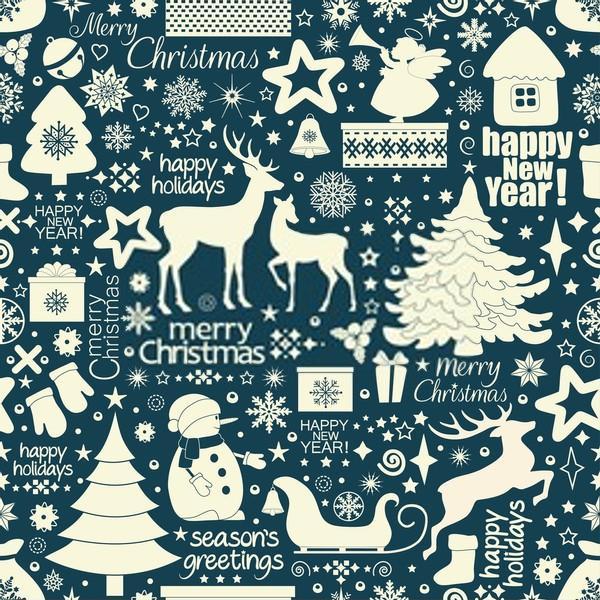 Merry
Christmas
happy
New
Year!
happy
holidays
HAPPY
NEW
YEAR!
merry
Christmas
merry
Christmas
Merry
Christmas
HAPPY
NEW
YEAR!
happy
holidays
season's
greetings
happy
holidays